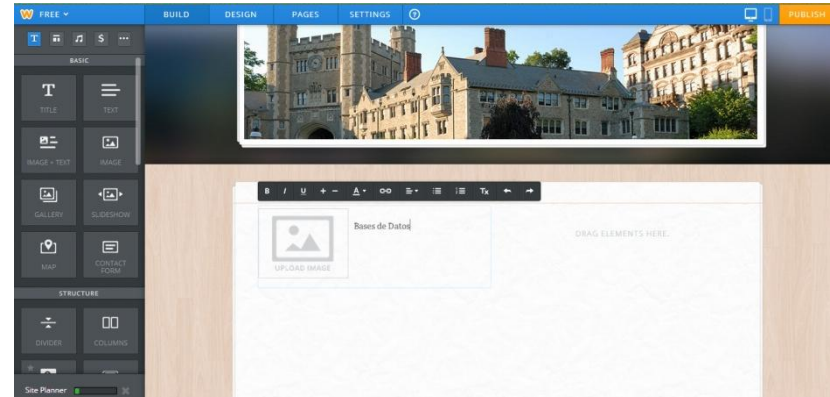 FREE BUILD DESIGN PAGES SETTINGS ? PUBLISH
T $
BASIC
T
TITLE TEXT
IMAGE + TEXT IMAGE
GALLERY SLIDESHOW
MAP CONTACT FORM
STRUCTURE
DIVIDER COLUMNS
Site Planner
B I U + - A Tx
Bases de Datos
UPLOAD IMAGE
DRAG ELEMENTS HERE.